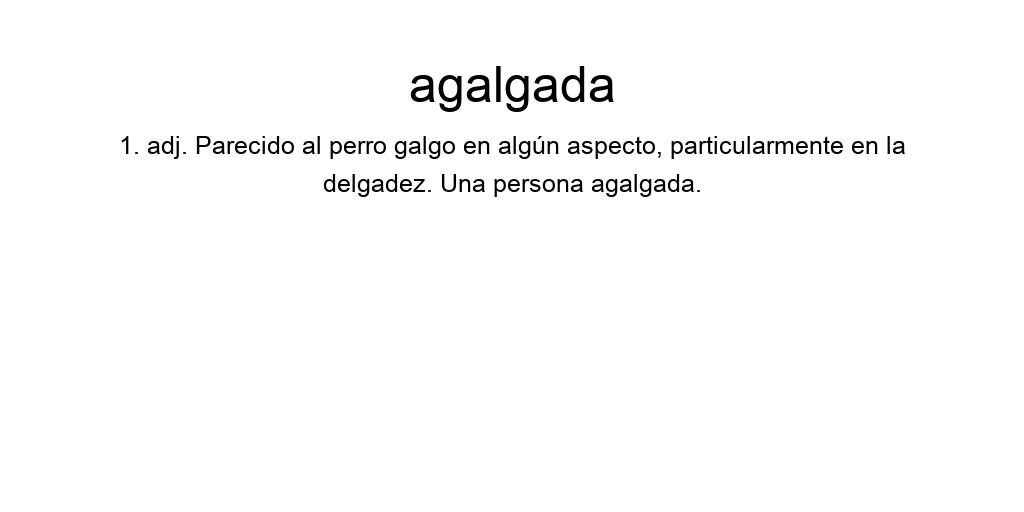 agalgada
1. adj. Parecido al perro galgo en algún aspecto, particularmente en la
delgadez. Una persona agalgada.